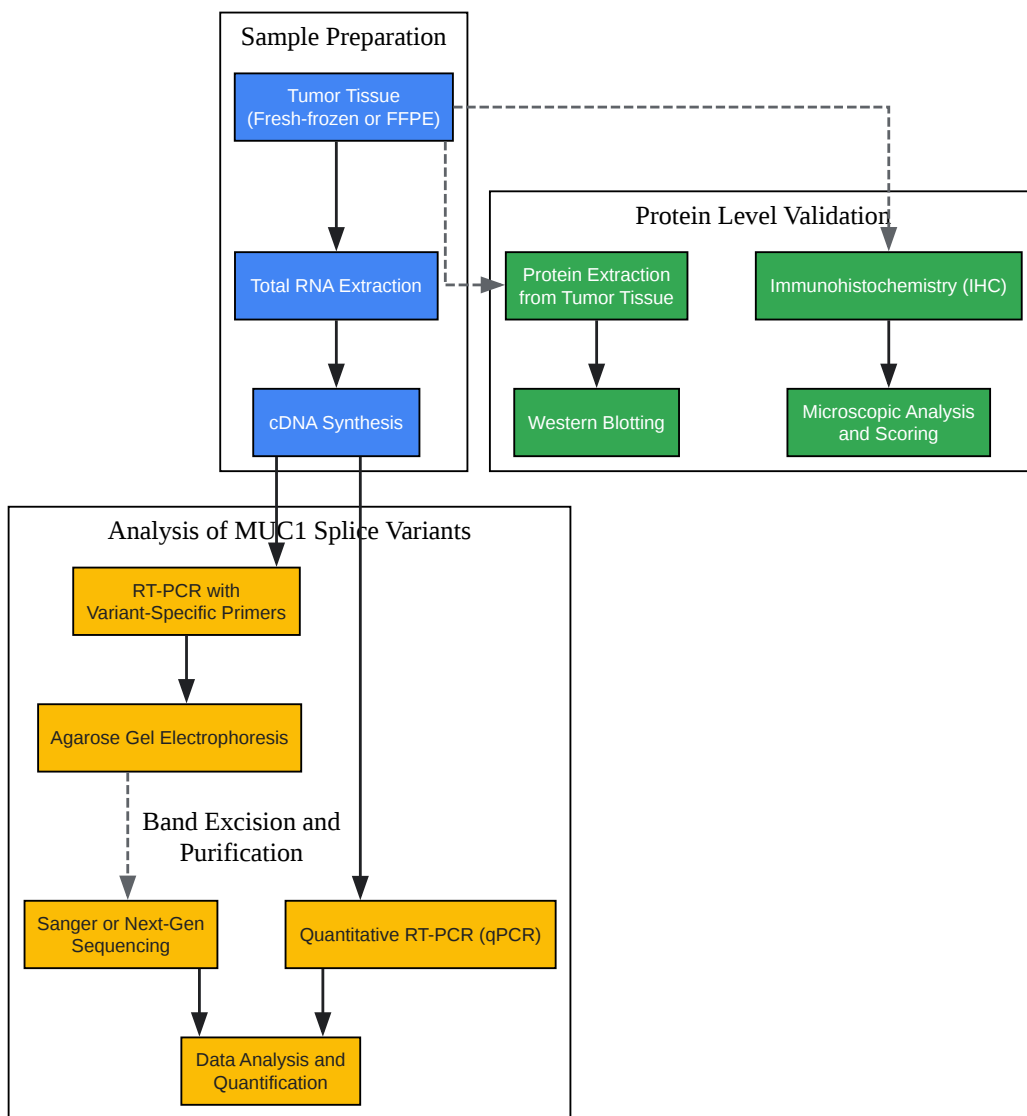 Sample Preparation
Tumor Tissue
(Fresh-frozen or FFPE)
Total RNA Extraction
cDNA Synthesis
Protein Level Validation
Protein Extraction
from Tumor Tissue
Immunohistochemistry (IHC)
Western Blotting
Microscopic Analysis
and Scoring
Analysis of MUC1 Splice Variants
RT-PCR with
Variant-Specific Primers
Agarose Gel Electrophoresis
Band Excision and
Purification
Sanger or Next-Gen
Sequencing
Quantitative RT-PCR (qPCR)
Data Analysis and
Quantification